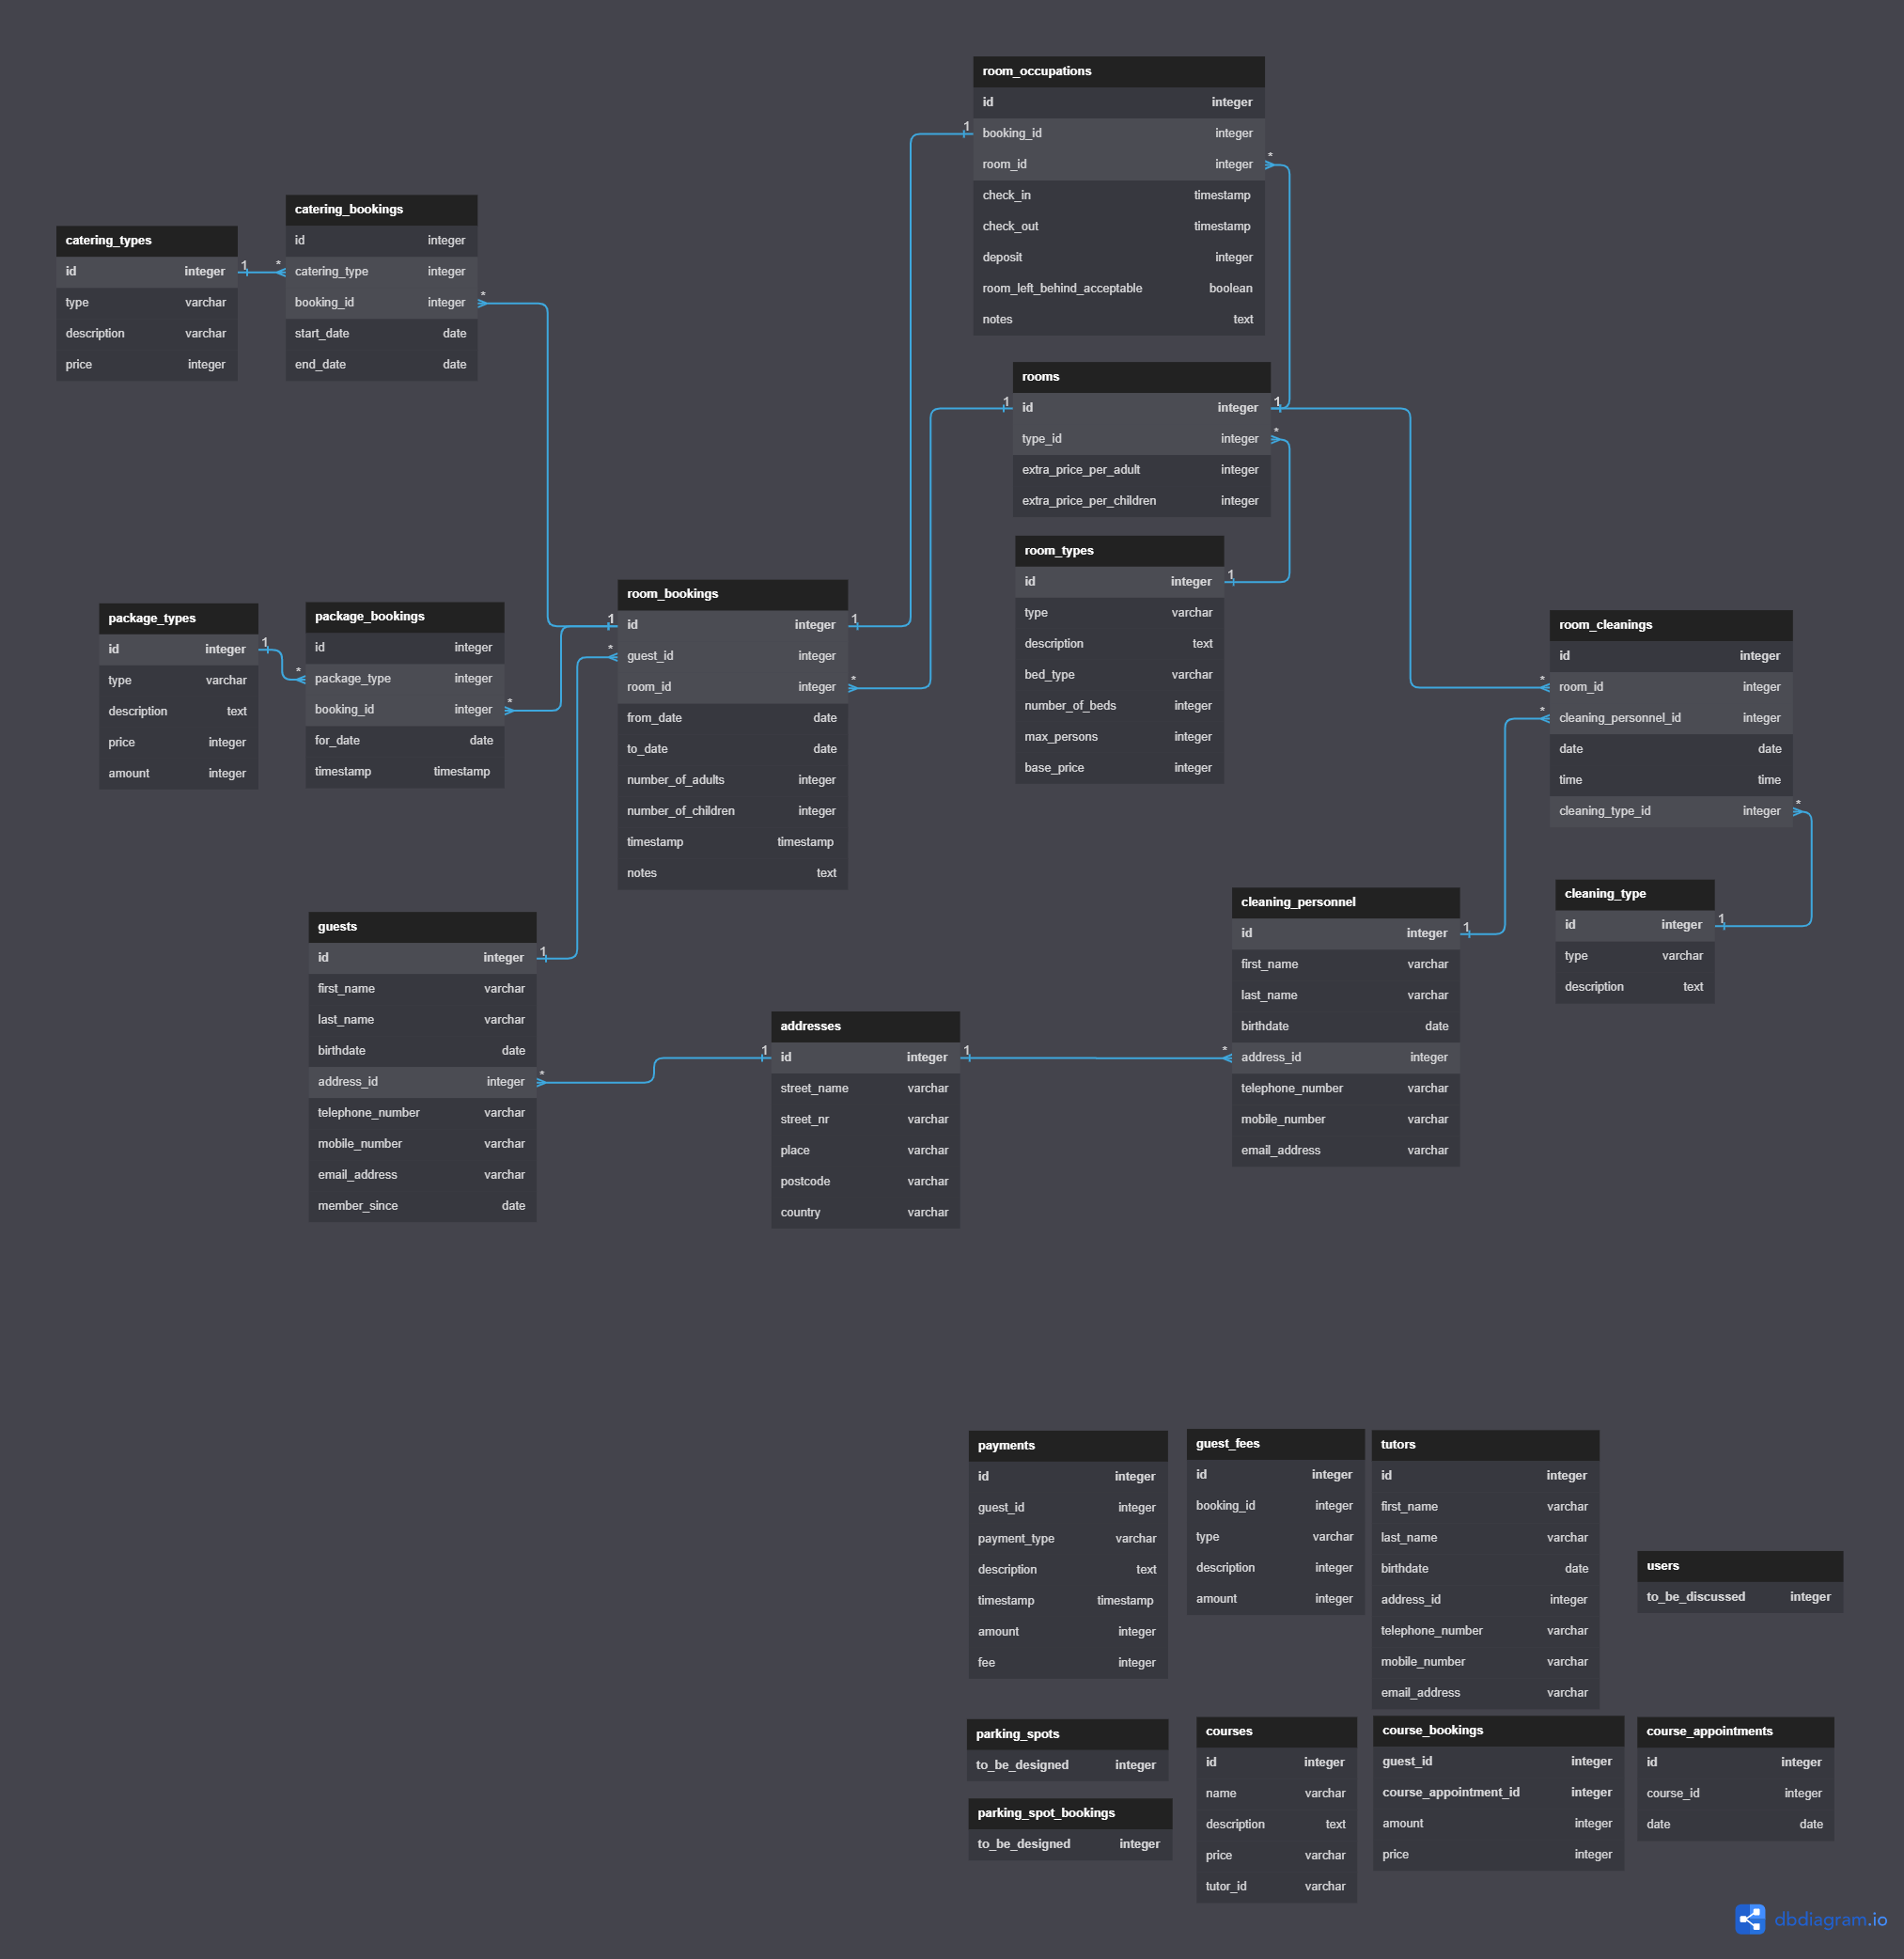 room_occupations
id integer
1 booking_id integer
room_id integer *
check_in timestamp
check_out timestamp
deposit integer
room_left_behind_acceptable boolean
notes text
catering_bookings
id integer
* catering_type integer
booking_id integer *
start_date date
end_date date
catering_types
id integer 1
type varchar
description varchar
price integer
rooms
1 id integer 1
type_id integer *
extra_price_per_adult integer
extra_price_per_children integer
room_types
id integer 1
type varchar
description text
bed_type varchar
number_of_beds integer
max_persons integer
base_price integer
package_types
id integer 1
type varchar
description text
price integer
amount integer
package_bookings
id integer
* package_type integer
booking_id integer *
for_date date
timestamp timestamp
room_bookings
1 id integer 1
* guest_id integer
room_id integer *
from_date date
to_date date
number_of_adults integer
number_of_children integer
timestamp timestamp
notes text
room_cleanings
id integer
* room_id integer
* cleaning_personnel_id integer
date date
time time
cleaning_type_id integer *
cleaning_type
id integer 1
type varchar
description text
cleaning_personnel
id integer 1
first_name varchar
last_name varchar
birthdate date
* address_id integer
telephone_number varchar
mobile_number varchar
email_address varchar
guests
id integer 1
first_name varchar
last_name varchar
birthdate date
address_id integer *
telephone_number varchar
mobile_number varchar
email_address varchar
member_since date
addresses
1 id integer 1
street_name varchar
street_nr varchar
place varchar
postcode varchar
country varchar
payments
id integer
guest_id integer
payment_type varchar
description text
timestamp timestamp
amount integer
fee integer
guest_fees
id integer
booking_id integer
type varchar
description integer
amount integer
tutors
id integer
first_name varchar
last_name varchar
birthdate date
address_id integer
telephone_number varchar
mobile_number varchar
email_address varchar
users
to_be_discussed integer
parking_spots
to_be_designed integer
parking_spot_bookings
to_be_designed integer
courses
id integer
name varchar
description text
price varchar
tutor_id varchar
course_bookings
guest_id integer
course_appointment_id integer
amount integer
price integer
course_appointments
id integer
course_id integer
date date
dbdiagram.io